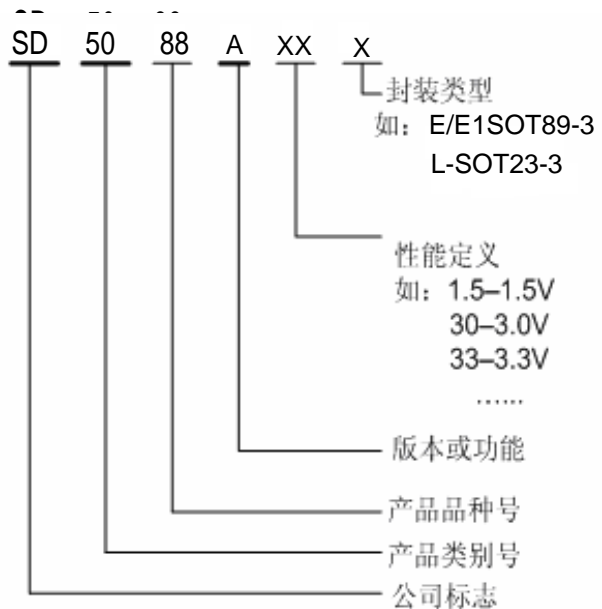 SD 50 88 A XX X
封装类型
如: E/E1SOT89-3
L-SOT23-3
性能定义
如: 1.5–1.5V
30–3.0V
33–3.3V
……
版本或功能
产品品种号
产品类别号
公司标志